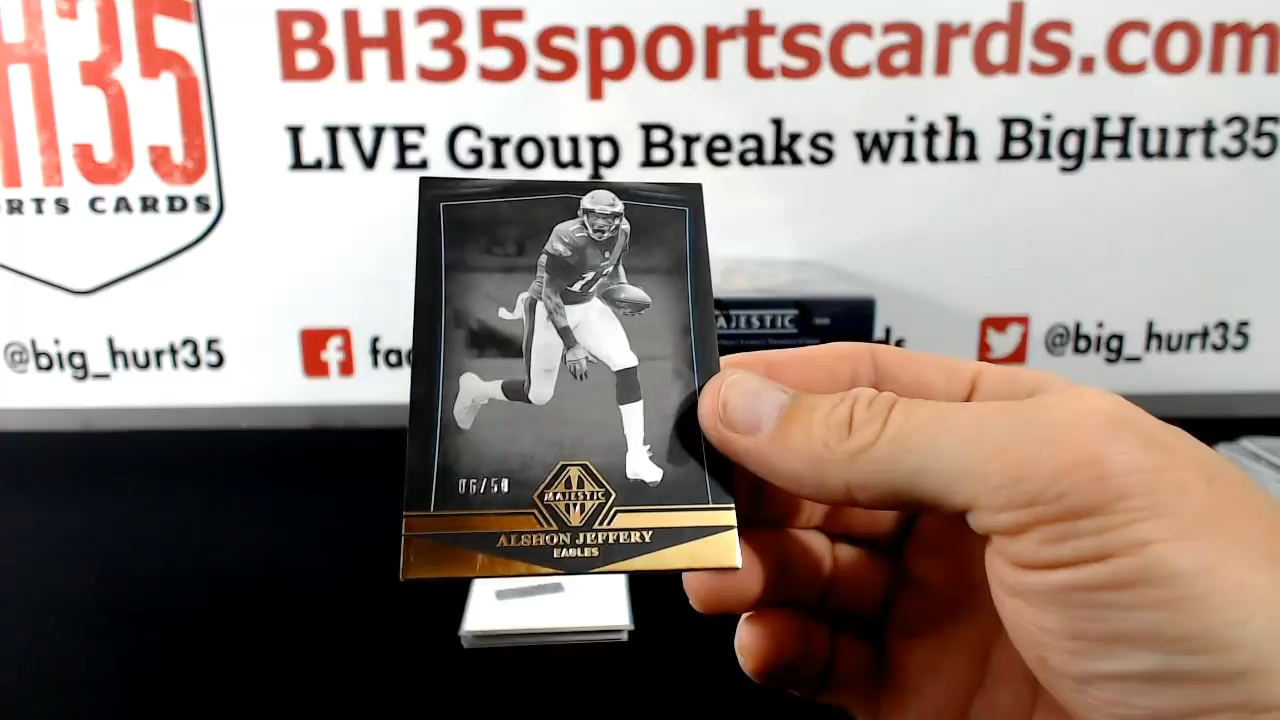 BH35sportscards.com
LIVE Group Breaks with BigHurt35
H35
RTS CARDS
@big_hurt35
f
@big_hurt35
MAJESTIC
17
06/50
MAJESTIC
ALSHON JEFFERY
EAGLES